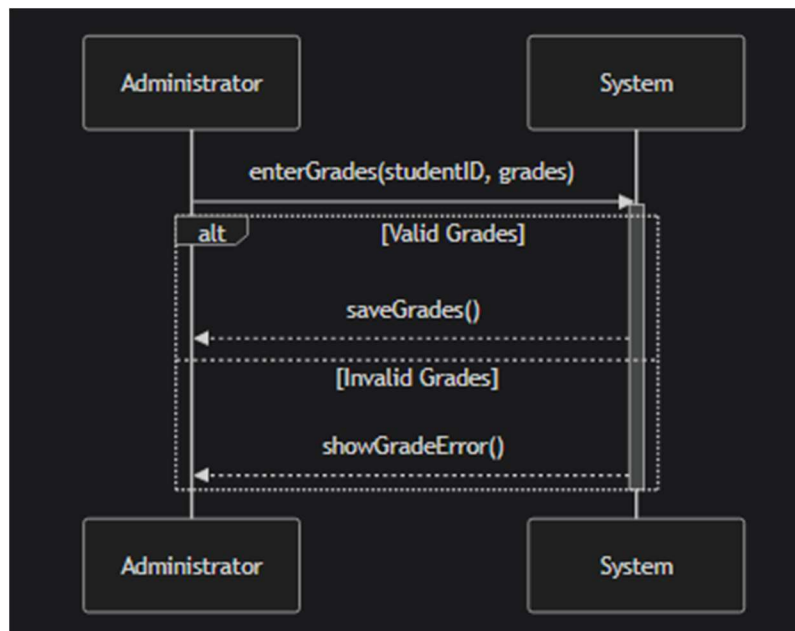 Administrator
System
enterGrades(studentID, grades)
alt
[Valid Grades]
saveGrades()
[Invalid Grades]
showGradeError()
Administrator
System